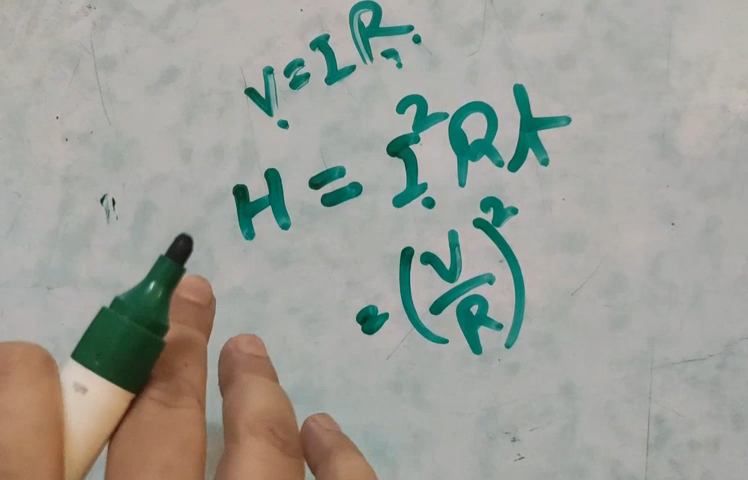 V = IR
H = I²Rt
= (V/R)²